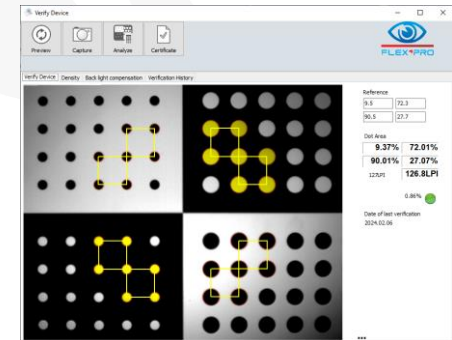 Verify Device
Preview Capture Analyze Certificate
FLEX PRO
Verify Device Density Back light compensation Verification History
Reference
9.5 72.3
90.5 27.7
Dot Area
9.37% 72.01%
90.01% 27.07%
127LPI 126.8LPI
0.86%
Date of last verification
2024.02.06